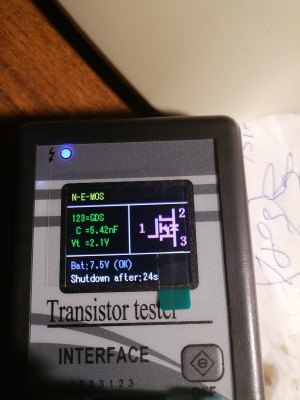 N-E-MOS
123=GDS
C =5.42nF
Vt =2.1V
1
2
3
Bat:7.5V (OK)
Shutdown after:24s
Transistor tester
INTERFACE